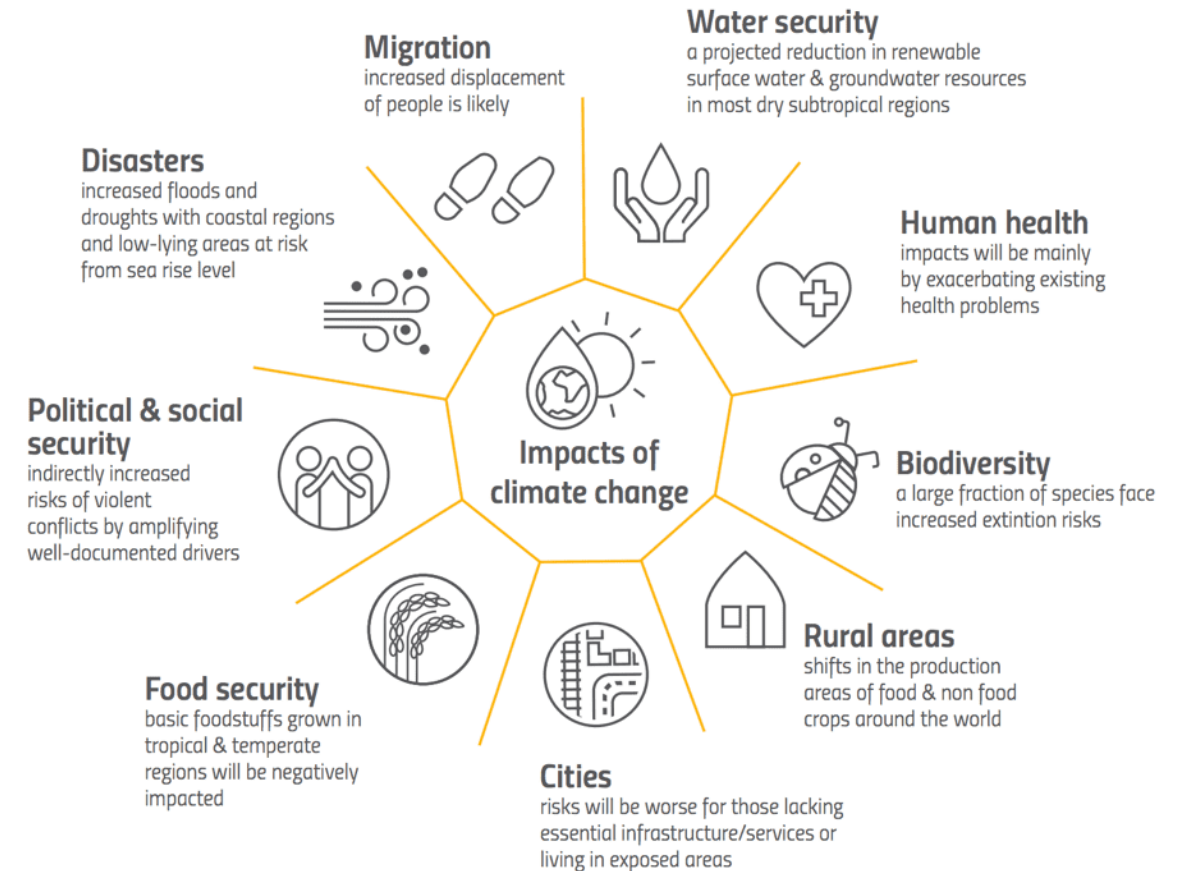 Migration
increased displacement
of people is likely
Water security
a projected reduction in renewable
surface water & groundwater resources
in most dry subtropical regions
Disasters
increased floods and
droughts with coastal regions
and low-lying areas at risk
from sea rise level
Human health
impacts will be mainly
by exacerbating existing
health problems
Impacts of
climate change
Political & social
security
indirectly increased
risks of violent
conflicts by amplifying
well-documented drivers
Biodiversity
a large fraction of species face
increased extintion risks
Rural areas
shifts in the production
areas of food & non food
crops around the world
Food security
basic foodstuffs grown in
tropical & temperate
regions will be negatively
impacted
Cities
risks will be worse for those lacking
essential infrastructure/services or
living in exposed areas